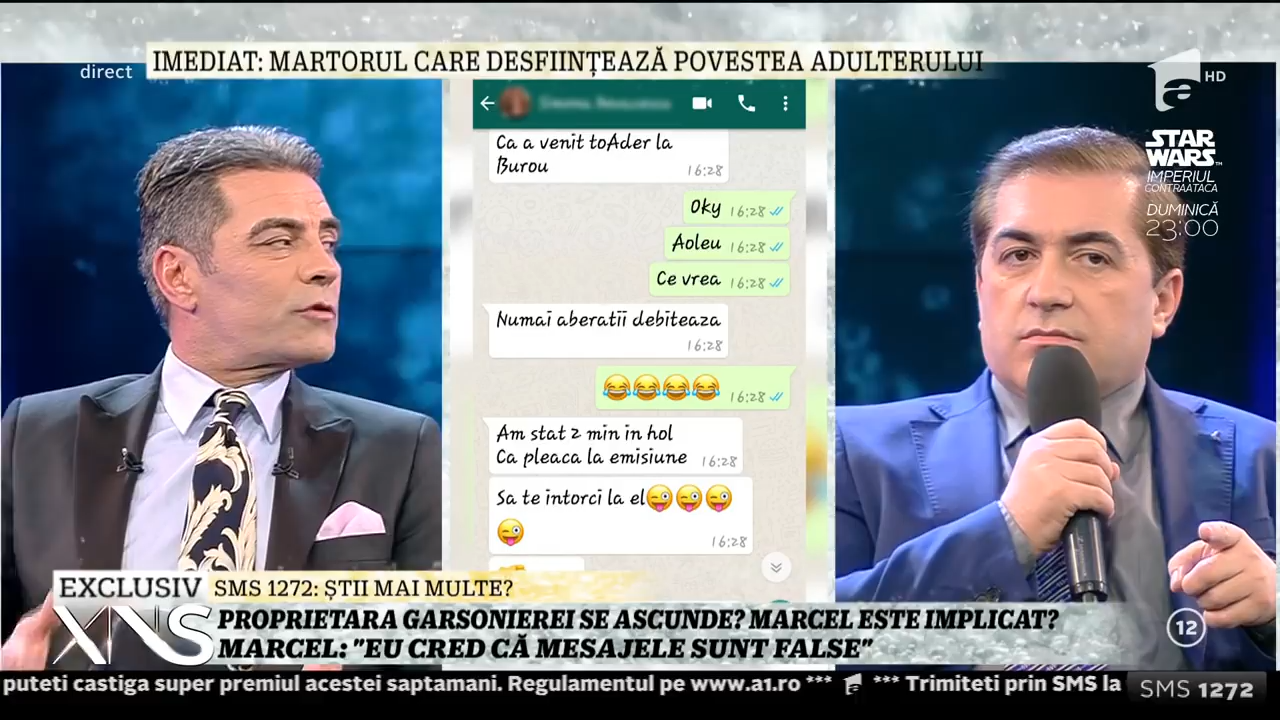 IMEDIAT: MARTORUL CARE DESFIINȚEAZĂ POVESTEA ADULTERULUI
direct
a HD
STAR
WARS™
IMPERIUL
CONTRAATACA
DUMINICĂ
23:00
Ca a venit toAder la
Burou
16:28
Oky 16:28
Aoleu 16:28
Ce vrea 16:28
Numai aberatii debiteaza
16:28
😂😂😂😂 16:28
Am stat 2 min in hol
Ca pleaca la emisiune 16:28
Sa te intorci la el😜😜😜
😜 16:28
EXCLUSIV SMS 1272: ȘTII MAI MULTE?
XNS
PROPRIETARA GARSONIEREI SE ASCUNDE? MARCEL ESTE IMPLICAT?
MARCEL: "EU CRED CĂ MESAJELE SUNT FALSE"
12
puteti castiga super premiul acestei saptamani. Regulamentul pe www.a1.ro *** a *** Trimiteti prin SMS la
SMS 1272